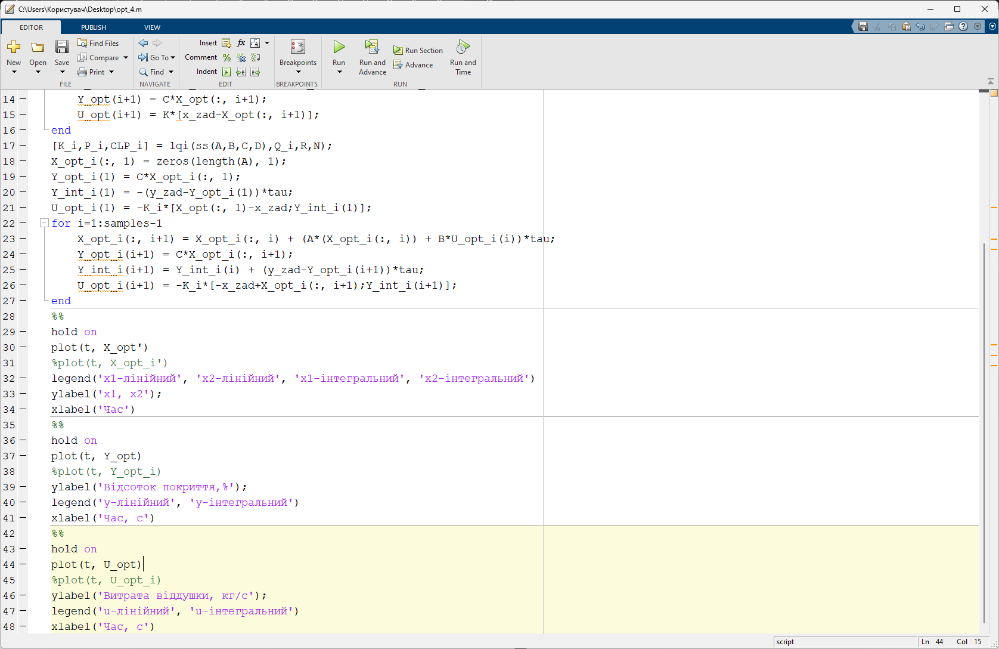 C:\Users\Користувач\Desktop\opt_4.m
EDITOR PUBLISH VIEW
New
Open
Save
Find Files
Compare
Print
FILE
Go To
Find
NAVIGATE
Insert fx
Comment
Indent
EDIT
Breakpoints
BREAKPOINTS
Run
Run and Advance
Run Section
Advance
Run and Time
RUN
14 Y_opt(i+1) = C*X_opt(:, i+1);
15 U_opt(i+1) = K*[x_zad-X_opt(:, i+1)];
16 end
17 [K_i,P_i,CLP_i] = lqi(ss(A,B,C,D),Q_i,R,N);
18 X_opt_i(:, 1) = zeros(length(A), 1);
19 Y_opt_i(1) = C*X_opt_i(:, 1);
20 Y_int_i(1) = -(y_zad-Y_opt_i(1))*tau;
21 U_opt_i(1) = -K_i*[X_opt(:, 1)-x_zad;Y_int_i(1)];
22 for i=1:samples-1
23 X_opt_i(:, i+1) = X_opt_i(:, i) + (A*(X_opt_i(:, i)) + B*U_opt_i(i))*tau;
24 Y_opt_i(i+1) = C*X_opt_i(:, i+1);
25 Y_int_i(i+1) = Y_int_i(i) + (y_zad-Y_opt_i(i+1))*tau;
26 U_opt_i(i+1) = -K_i*[-x_zad+X_opt_i(:, i+1);Y_int_i(i+1)];
27 end
28 %%
29 hold on
30 plot(t, X_opt')
31 %plot(t, X_opt_i')
32 legend('x1-лінійний', 'x2-лінійний', 'x1-інтегральний', 'x2-інтегральний')
33 ylabel('x1, x2');
34 xlabel('Час')
35 %%
36 hold on
37 plot(t, Y_opt)
38 %plot(t, Y_opt_i)
39 ylabel('Відсоток покриття,%');
40 legend('y-лінійний', 'y-інтегральний')
41 xlabel('Час, с')
42 %%
43 hold on
44 plot(t, U_opt)
45 %plot(t, U_opt_i)
46 ylabel('Витрата віддушки, кг/с');
47 legend('u-лінійний', 'u-інтегральний')
48 xlabel('Час, с')
script Ln 44 Col 15